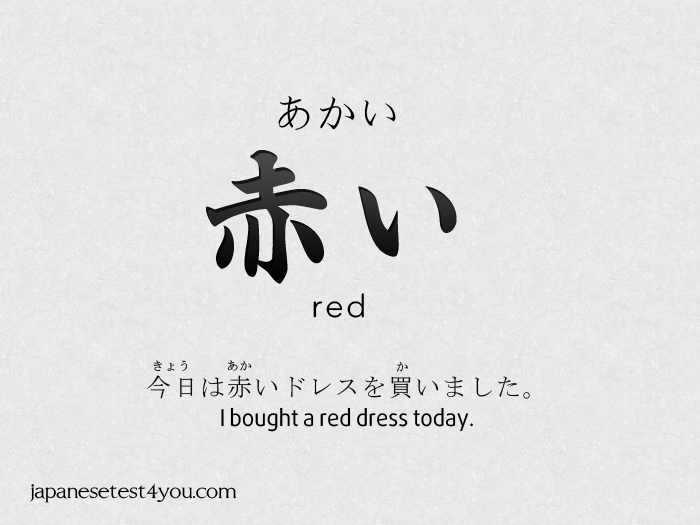 あかい
赤い
red
きょう あか か
今日は赤いドレスを買いました。
I bought a red dress today.
japanesetest4you.com